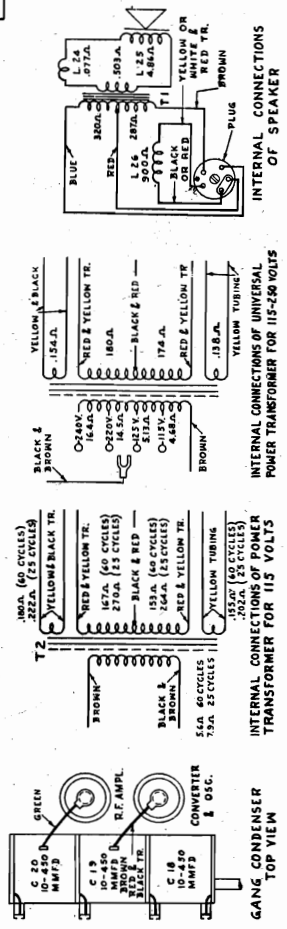 C 20
10-450
MMFD
C 19
10-450
MMFD
BROWN
RED &
BLACK TR.
C 18
10-450
MMFD
GREEN
R.F. AMPL.
CONVERTER
& OSC.
GANG CONDENSER
TOP VIEW
T2
BROWN
BLACK &
BROWN
5.6Ω 60 CYCLES
7.9Ω 25 CYCLES
.180Ω (60 CYCLES)
.222Ω (25 CYCLES)
YELLOW & BLACK TR.
RED & YELLOW TR.
167Ω (60 CYCLES)
270Ω (25 CYCLES)
BLACK & RED
153Ω (60 CYCLES)
264Ω (25 CYCLES)
RED & YELLOW TR.
YELLOW TUBING
.155Ω (60 CYCLES)
.202Ω (25 CYCLES)
INTERNAL CONNECTIONS OF POWER
TRANSFORMER FOR 115 VOLTS
BLACK &
BROWN
240V.
16.4Ω
220V.
14.5Ω
125V.
5.13Ω
115V.
4.68Ω
BROWN
YELLOW & BLACK
.154Ω
RED & YELLOW TR.
180Ω
BLACK & RED
174Ω
RED & YELLOW TR.
.138Ω
YELLOW TUBING
INTERNAL CONNECTIONS OF UNIVERSAL
POWER TRANSFORMER FOR 115-250 VOLTS
L 24
.077Ω
.503Ω
L 25
4.86Ω
T1
320Ω
287Ω
BLUE
RED
L 26
900Ω
BLACK
OR RED
YELLOW OR
WHITE &
RED TR.
BROWN
PLUG
INTERNAL CONNECTIONS
OF SPEAKER